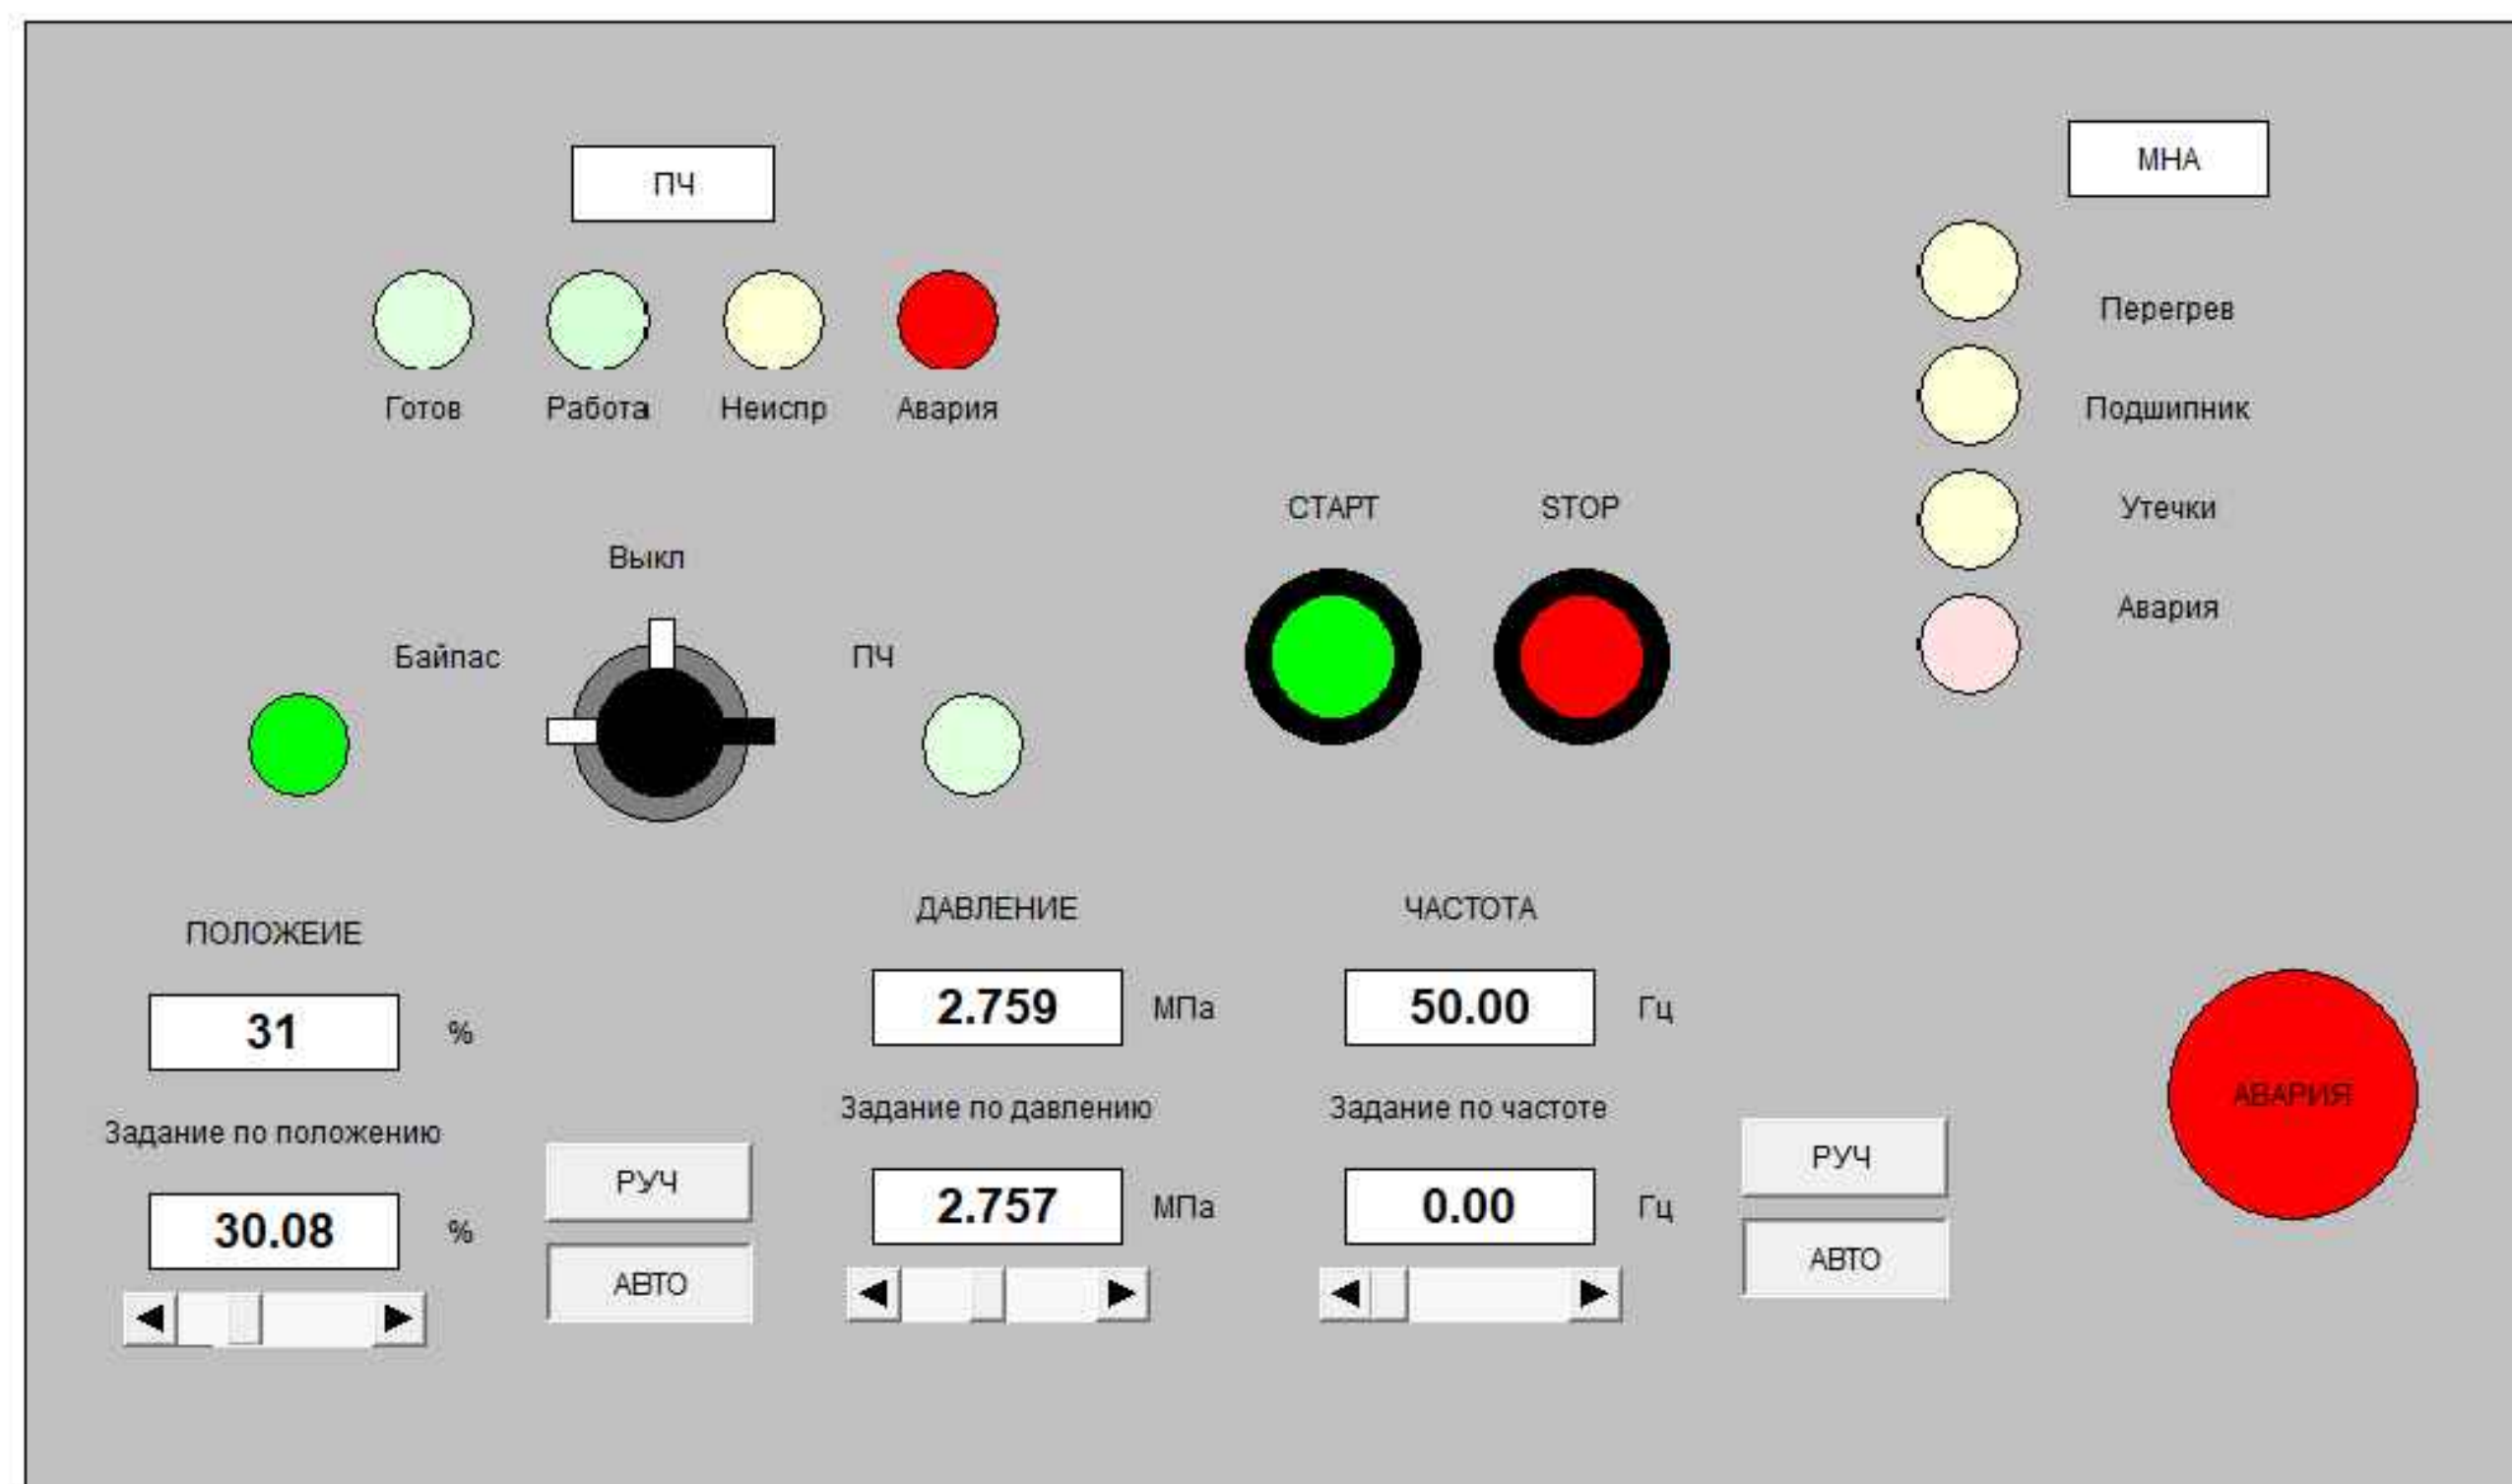 ПЧ
МНА
Готов
Работа
Неиспр
Авария
Перегрев
Подшипник
Утечки
Авария
СТАРТ
STOP
Выкл
Байпас
ПЧ
ПОЛОЖЕИЕ
31 %
Задание по положению
30.08 %
РУЧ
АВТО
ДАВЛЕНИЕ
2.759 МПа
Задание по давлению
2.757 МПа
ЧАСТОТА
50.00 Гц
Задание по частоте
0.00 Гц
РУЧ
АВТО
АВАРИЯ